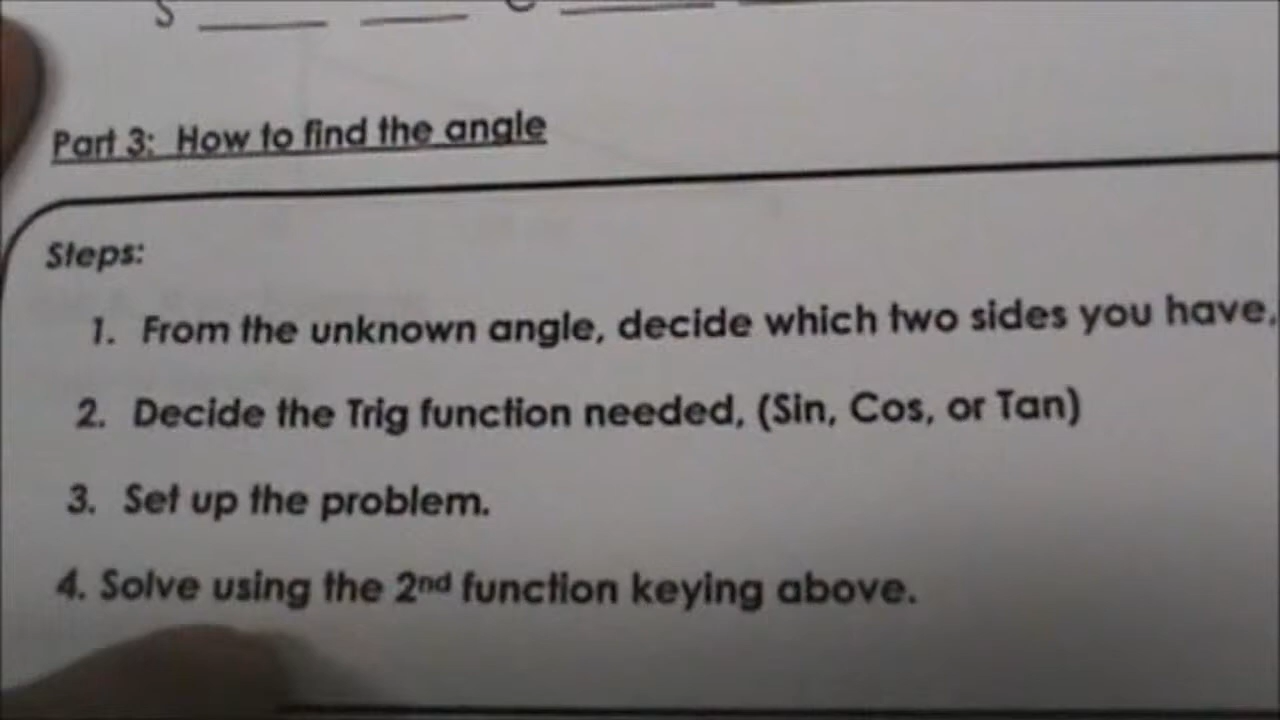 S
Part 3: How to find the angle
Steps:
1. From the unknown angle, decide which two sides you have,
2. Decide the Trig function needed, (Sin, Cos, or Tan)
3. Set up the problem.
4. Solve using the 2nd function keying above.